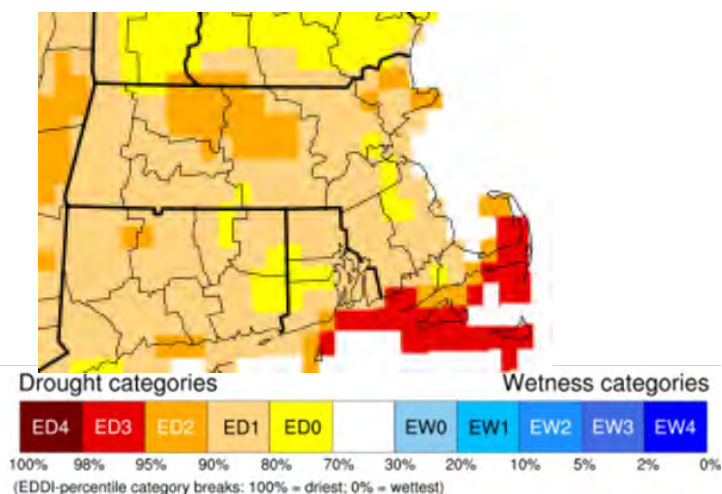 Drought categories Wetness categories
ED4 ED3 ED2 ED1 ED0 EW0 EW1 EW2 EW3 EW4
100% 98% 95% 90% 80% 70% 30% 20% 10% 5% 2% 0%
(EDDI-percentile category breaks: 100% = driest; 0% = wettest)